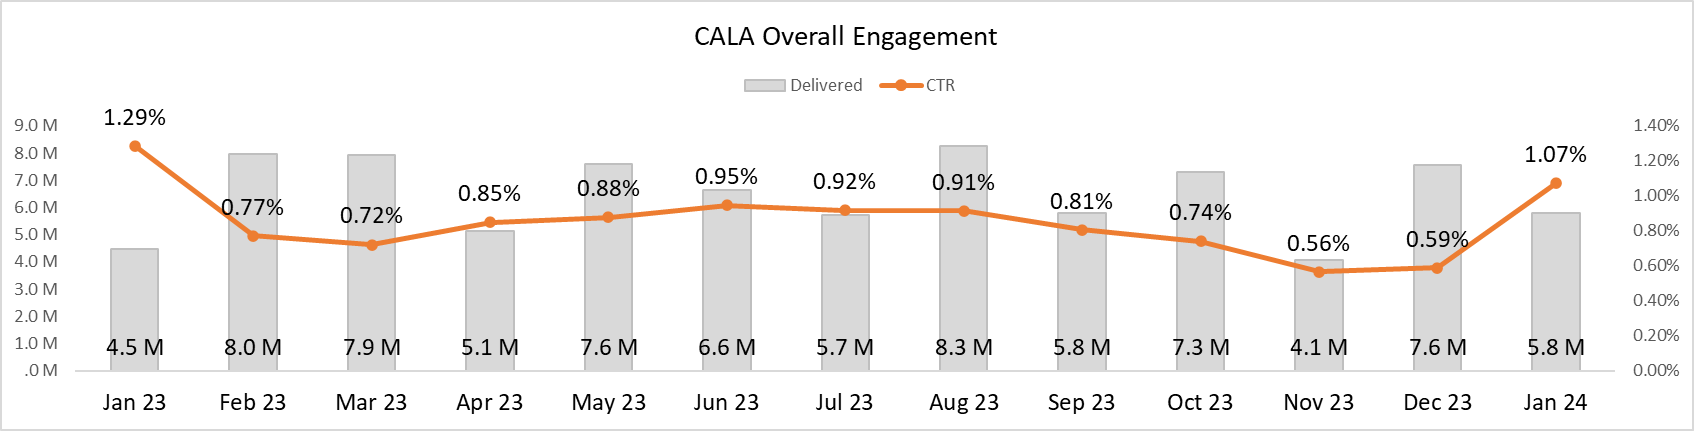 CALA Overall Engagement
Delivered CTR
1.29%
9.0 M 1.40%
8.0 M 1.07% 1.20%
7.0 M 0.77% 0.72% 0.85% 0.88% 0.95% 0.92% 0.91% 0.81% 1.00%
6.0 M 0.74% 0.80%
5.0 M 0.56% 0.59% 0.60%
4.0 M 0.40%
3.0 M 0.20%
2.0 M 0.00%
1.0 M
.0 M
4.5 M 8.0 M 7.9 M 5.1 M 7.6 M 6.6 M 5.7 M 8.3 M 5.8 M 7.3 M 4.1 M 7.6 M 5.8 M
Jan 23 Feb 23 Mar 23 Apr 23 May 23 Jun 23 Jul 23 Aug 23 Sep 23 Oct 23 Nov 23 Dec 23 Jan 24